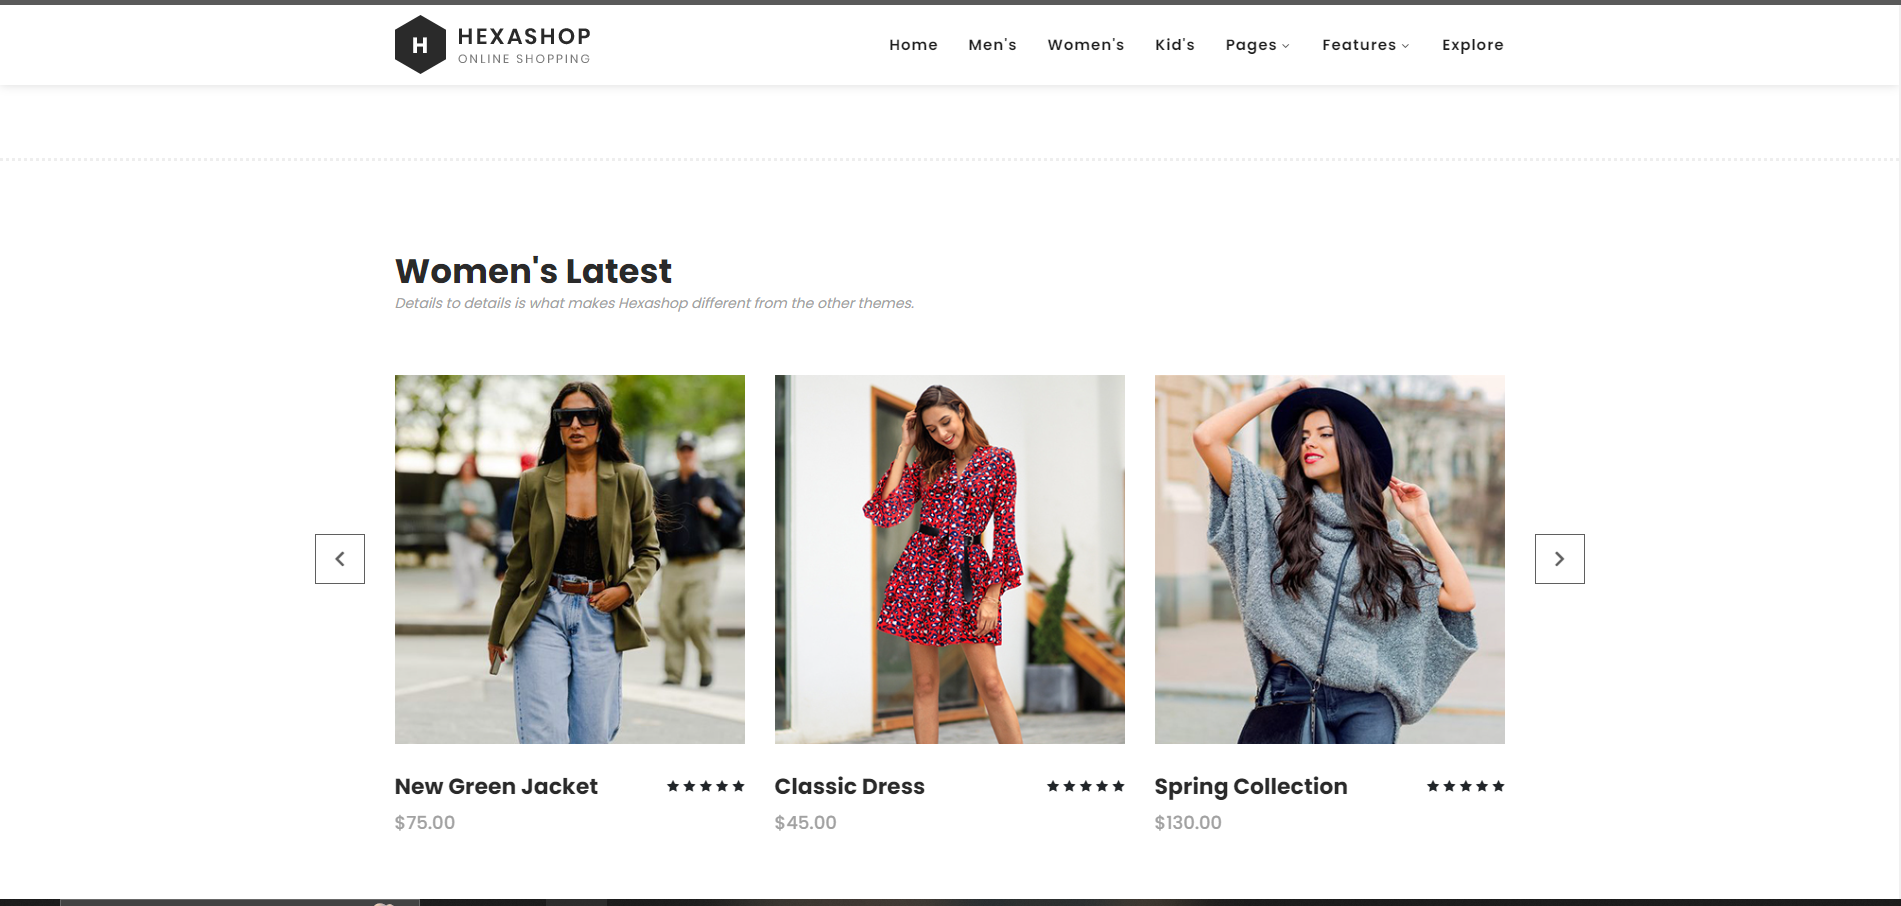 H
HEXASHOP
ONLINE SHOPPING
Home Men's Women's Kid's Pages Features Explore
Women's Latest
Details to details is what makes Hexashop different from the other themes.
New Green Jacket
$75.00
Classic Dress
$45.00
Spring Collection
$130.00